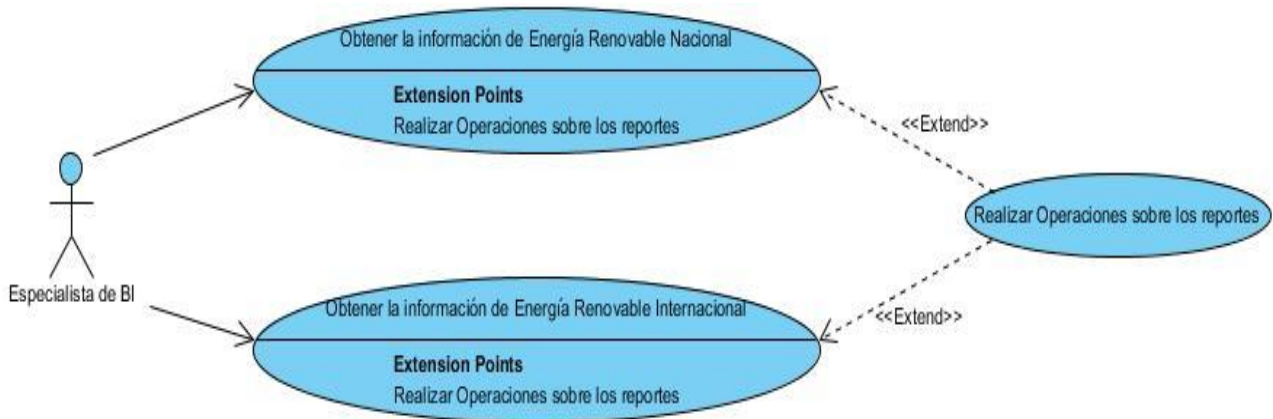 Obtener la información de Energía Renovable Nacional
Extension Points
Realizar Operaciones sobre los reportes
<<Extend>>
Realizar Operaciones sobre los reportes
Especialista de BI
Obtener la información de Energía Renovable Internacional
<<Extend>>
Extension Points
Realizar Operaciones sobre los reportes